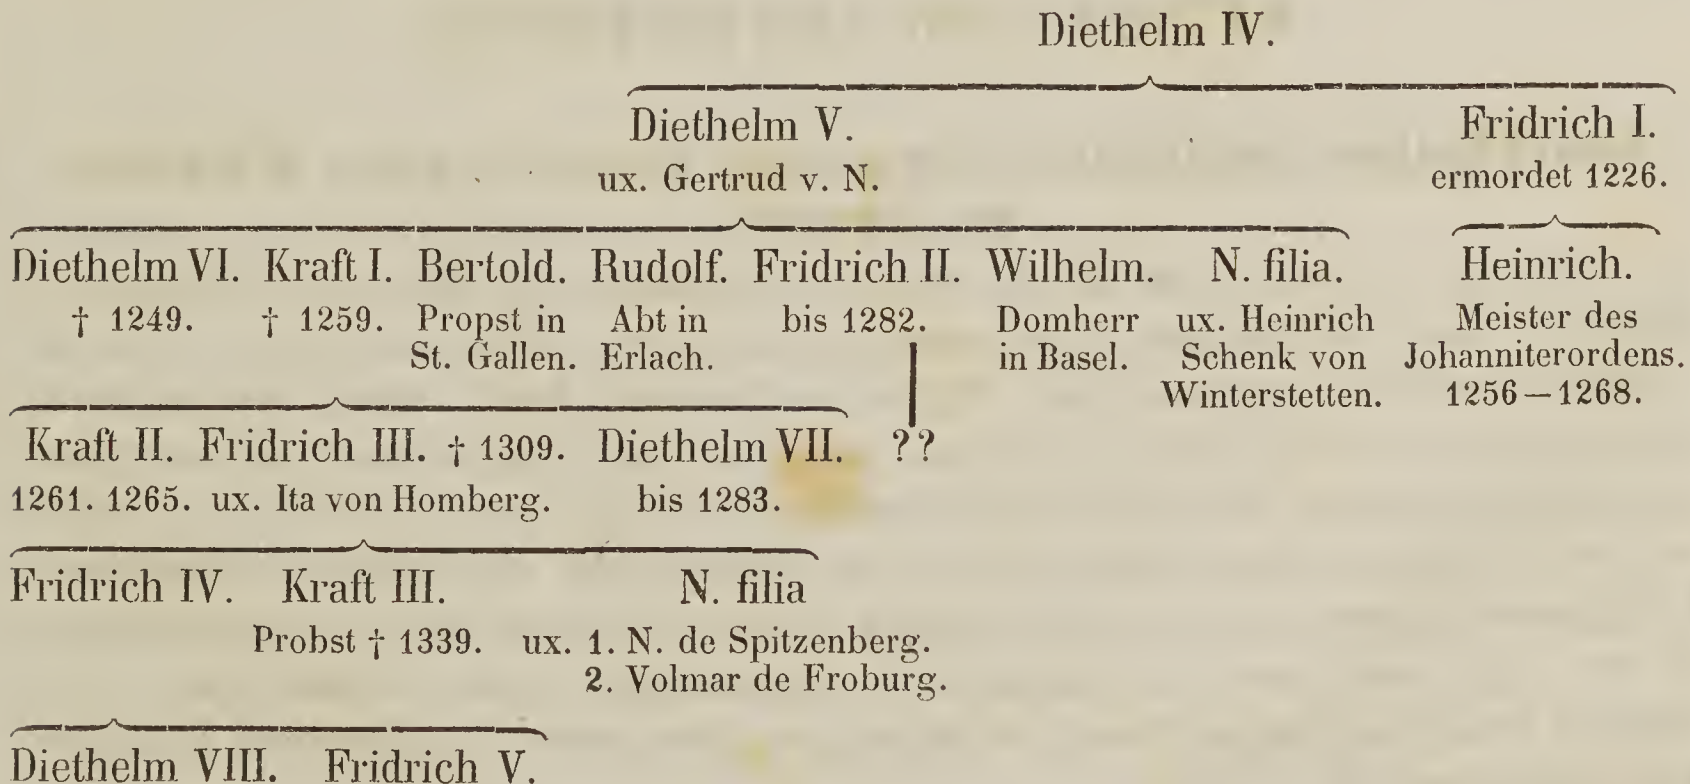 Diethelm IV.
Diethelm V. Fridrich I.
ux. Gertrud v. N. ermordet 1226.
Diethelm VI. Kraft I. Bertold. Rudolf. Fridrich II. Wilhelm. N. filia. Heinrich.
† 1249. † 1259. Propst in Abt in bis 1282. Domherr ux. Heinrich Meister des
St. Gallen. Erlach. in Basel. Schenk von Johanniterordens.
Winterstetten. 1256–1268.
Kraft II. Fridrich III. † 1309. Diethelm VII. ??
1261. 1265. ux. Ita von Homberg. bis 1283.
Fridrich IV. Kraft III. N. filia
Probst † 1339. ux. 1. N. de Spitzenberg.
2. Volmar de Froburg.
Diethelm VIII. Fridrich V.